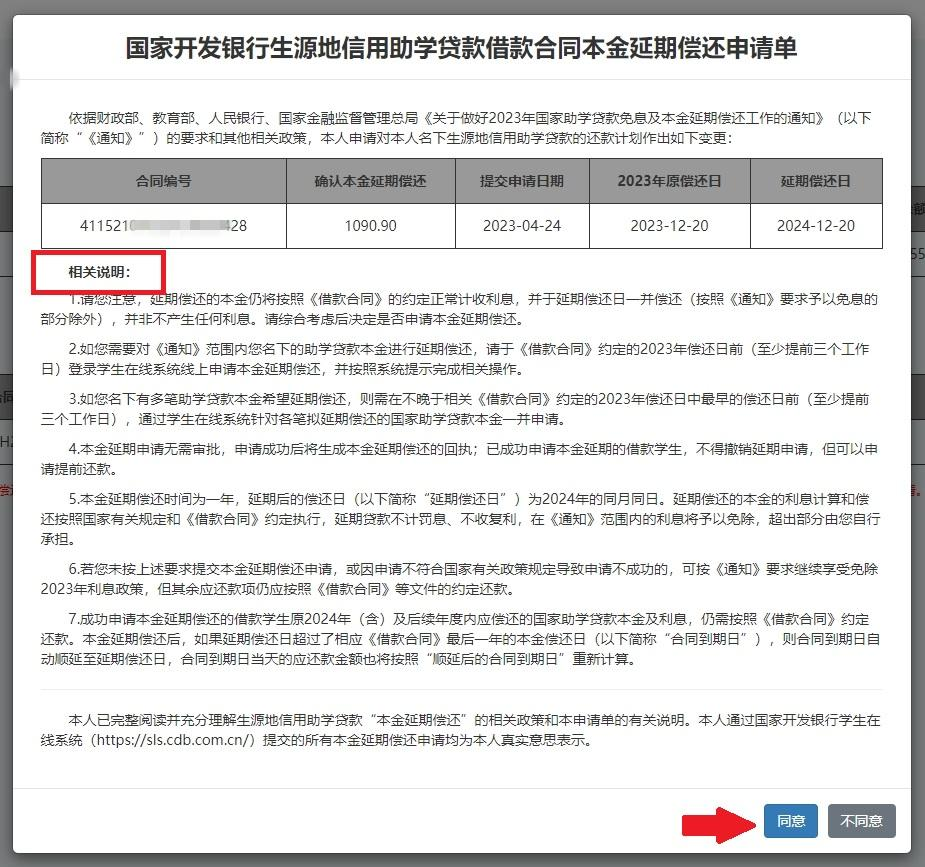 国家开发银行生源地信用助学贷款借款合同本金延期偿还申请单
依据财政部、教育部、人民银行、国家金融监督管理总局《关于做好2023年国家助学贷款免息及本金延期偿还工作的通知》（以下
简称“《通知》”）的要求和其他相关政策，本人申请对本人名下生源地信用助学贷款的还款计划作出如下变更：
合同编号 确认本金延期偿还 提交申请日期 2023年原偿还日 延期偿还日
4115210 428 1090.90 2023-04-24 2023-12-20 2024-12-20
相关说明：
1.请您注意，延期偿还的本金仍将按照《借款合同》的约定正常计收利息，并于延期偿还日一并偿还（按照《通知》要求予以免息的
部分除外），并非不产生任何利息。请综合考虑后决定是否申请本金延期偿还。
2.如您需要对《通知》范围内您名下的助学贷款本金进行延期偿还，请于《借款合同》约定的2023年偿还日前（至少提前三个工作
日）登录学生在线系统线上申请本金延期偿还，并按照系统提示完成相关操作。
3.如您名下有多笔助学贷款本金希望延期偿还，则需在不晚于相关《借款合同》约定的2023年偿还日中最早的偿还日前（至少提前
三个工作日），通过学生在线系统针对各笔拟延期偿还的国家助学贷款本金一并申请。
4.本金延期申请无需审批，申请成功后将生成本金延期偿还的回执；已成功申请本金延期的借款学生，不得撤销延期申请，但可以申
请提前还款。
5.本金延期偿还时间为一年，延期后的偿还日（以下简称“延期偿还日”）为2024年的同月同日。延期偿还的本金的利息计算和偿
还按照国家有关规定和《借款合同》约定执行，延期贷款不计罚息、不收复利，在《通知》范围内的利息将予以免除，超出部分由您自行
承担。
6.若您未按上述要求提交本金延期偿还申请，或因申请不符合国家有关政策规定导致申请不成功的，可按《通知》要求继续享受免除
2023年利息政策，但其余应还款项仍应按照《借款合同》等文件的约定还款。
7.成功申请本金延期偿还的借款学生原2024年（含）及后续年度内应偿还的国家助学贷款本金及利息，仍需按照《借款合同》约定
还款。本金延期偿还后，如果延期偿还日超过了相应《借款合同》最后一年的本金偿还日（以下简称“合同到期日”），则合同到期日自
动顺延至延期偿还日，合同到期日当天的应还款金额也将按照“顺延后的合同到期日”重新计算。
本人已完整阅读并充分理解生源地信用助学贷款“本金延期偿还”的相关政策和本申请单的有关说明。本人通过国家开发银行学生在
线系统（https://sls.cdb.com.cn/）提交的所有本金延期偿还申请均为本人真实意思表示。
同意 不同意